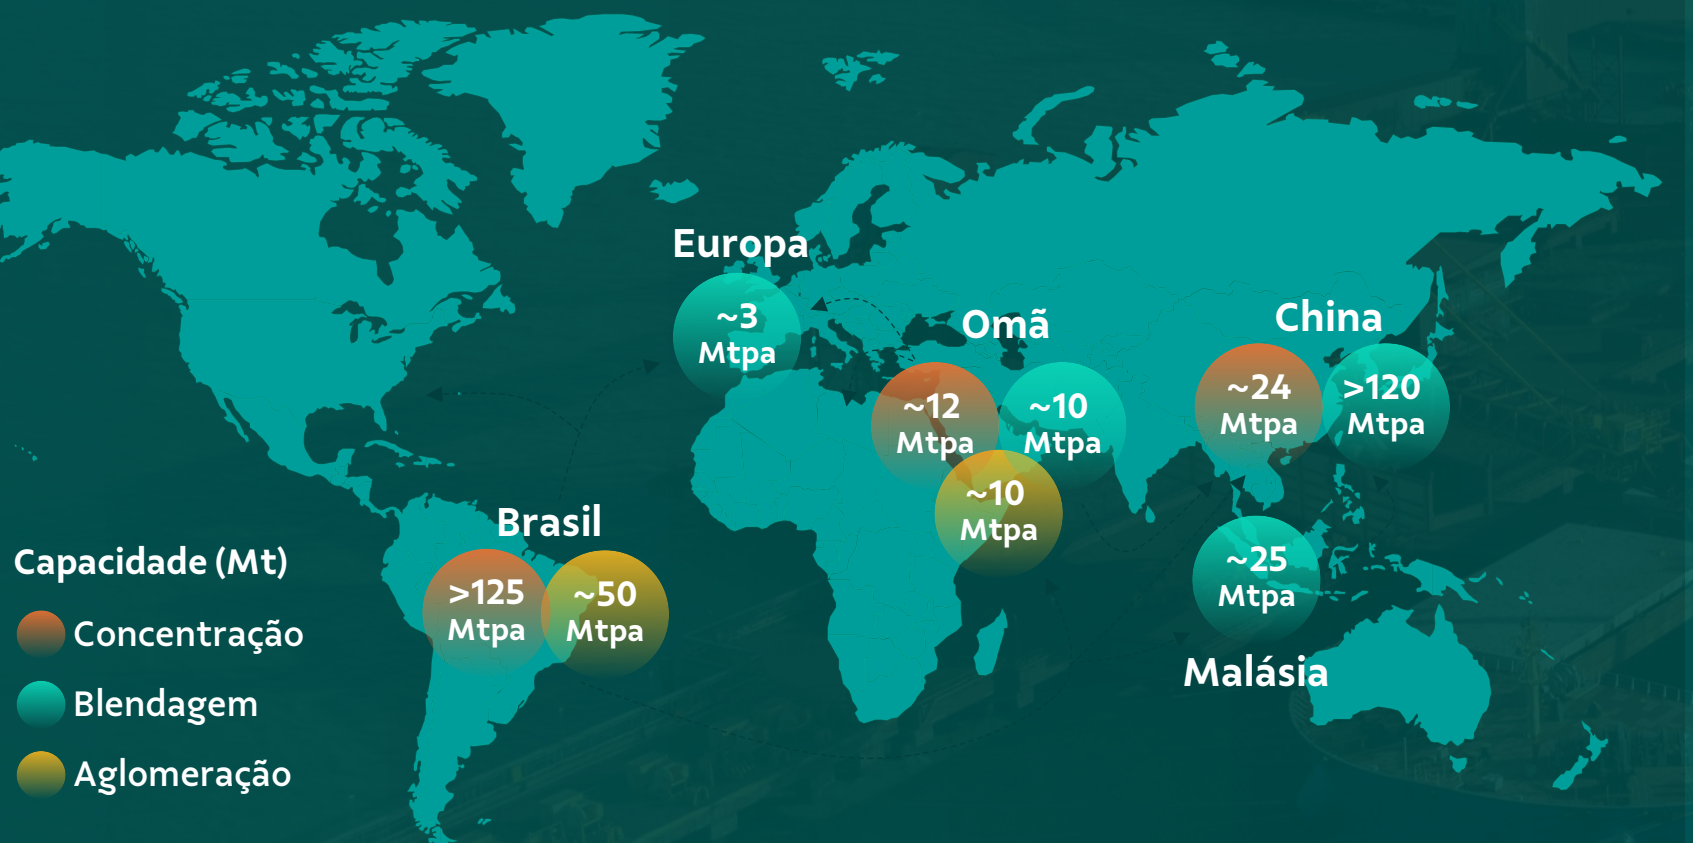 Europa
~3
Mtpa
Omã
~12
Mtpa
~10
Mtpa
~10
Mtpa
China
~24
Mtpa
>120
Mtpa
Brasil
>125
Mtpa
~50
Mtpa
~25
Mtpa
Malásia
Capacidade (Mt)
Concentração
Blendagem
Aglomeração